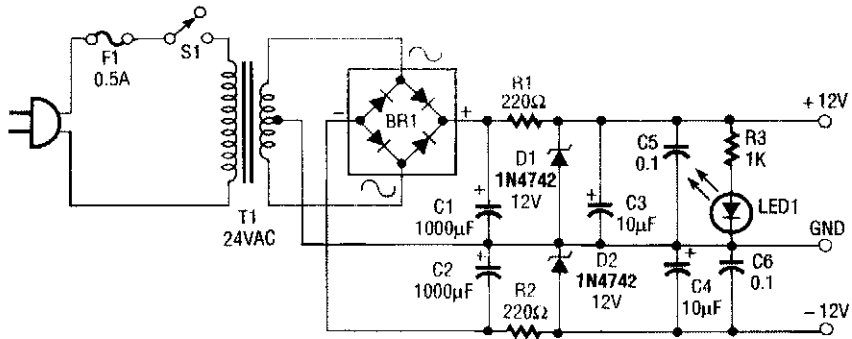 F1
0.5A
S1
T1
24VAC
BR1
–
+
R1
220Ω
D1
1N4742
12V
C1
1000µF
+
C2
1000µF
+
R2
220Ω
D2
1N4742
12V
C3
10µF
+
C5
0.1
R3
1K
LED1
C4
10µF
+
C6
0.1
+12V
GND
–12V